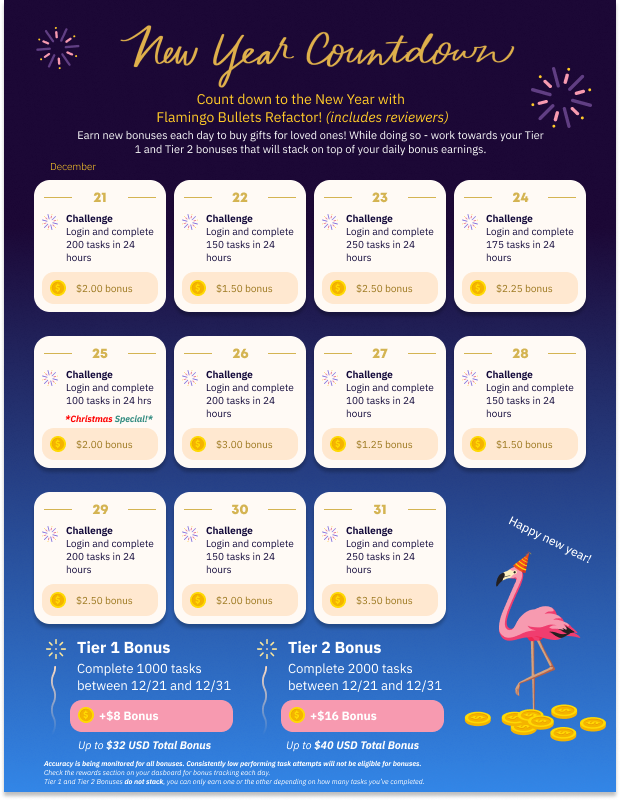 New Year Countdown
Count down to the New Year with
Flamingo Bullets Refactor! (includes reviewers)
Earn new bonuses each day to buy gifts for loved ones! While doing so - work towards your Tier
1 and Tier 2 bonuses that will stack on top of your daily bonus earnings.
December
21
Challenge
Login and complete
200 tasks in 24
hours
$2.00 bonus
22
Challenge
Login and complete
150 tasks in 24
hours
$1.50 bonus
23
Challenge
Login and complete
250 tasks in 24
hours
$2.50 bonus
24
Challenge
Login and complete
175 tasks in 24
hours
$2.25 bonus
25
Challenge
Login and complete
100 tasks in 24 hrs
*Christmas Special!*
$2.00 bonus
26
Challenge
Login and complete
200 tasks in 24
hours
$3.00 bonus
27
Challenge
Login and complete
100 tasks in 24
hours
$1.25 bonus
28
Challenge
Login and complete
150 tasks in 24
hours
$1.50 bonus
29
Challenge
Login and complete
200 tasks in 24
hours
$2.50 bonus
30
Challenge
Login and complete
150 tasks in 24
hours
$2.00 bonus
31
Challenge
Login and complete
250 tasks in 24
hours
$3.50 bonus
Happy new year!
Tier 1 Bonus
Complete 1000 tasks
between 12/21 and 12/31
+$8 Bonus
Up to $32 USD Total Bonus
Tier 2 Bonus
Complete 2000 tasks
between 12/21 and 12/31
+$16 Bonus
Up to $40 USD Total Bonus
Accuracy is being monitored for all bonuses. Consistently low performing task attempts will not be eligible for bonuses.
Check the rewards section on your dasboard for bonus tracking each day.
Tier 1 and Tier 2 Bonuses do not stack, you can only earn one or the other depending on how many tasks you've completed.